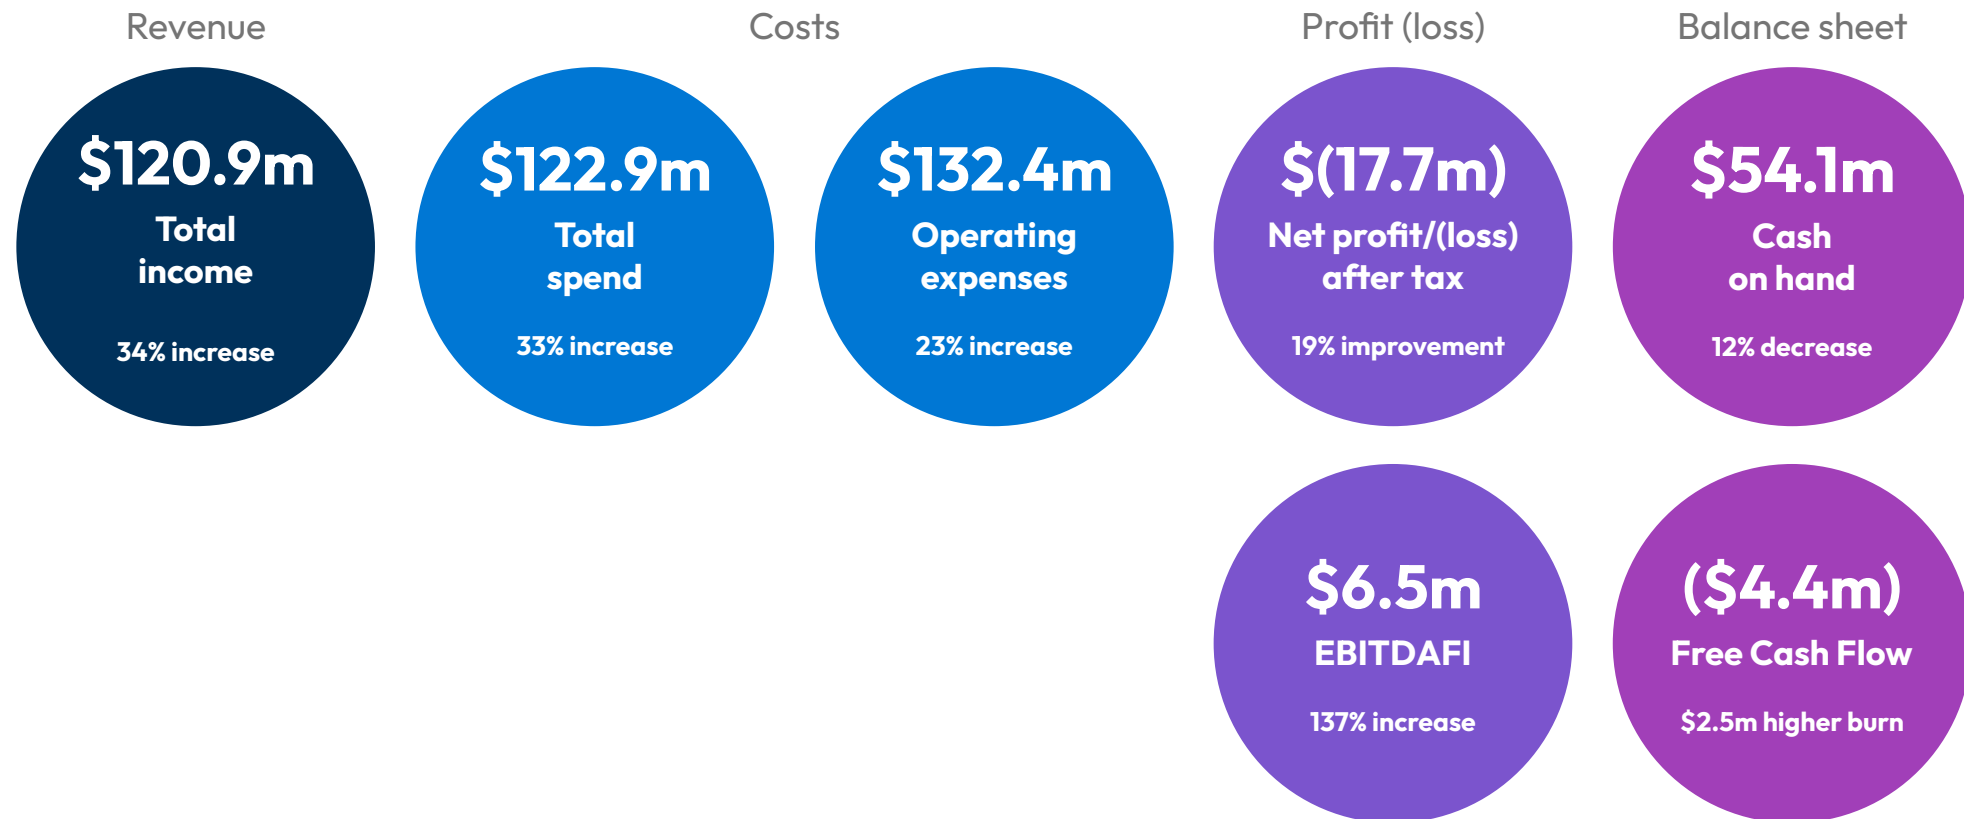 Revenue
Costs
Profit (loss)
Balance sheet
$120.9m
Total
income
34% increase
$122.9m
Total
spend
33% increase
$132.4m
Operating
expenses
23% increase
$(17.7m)
Net profit/(loss)
after tax
19% improvement
$54.1m
Cash
on hand
12% decrease
$6.5m
EBITDAFI
137% increase
($4.4m)
Free Cash Flow
$2.5m higher burn